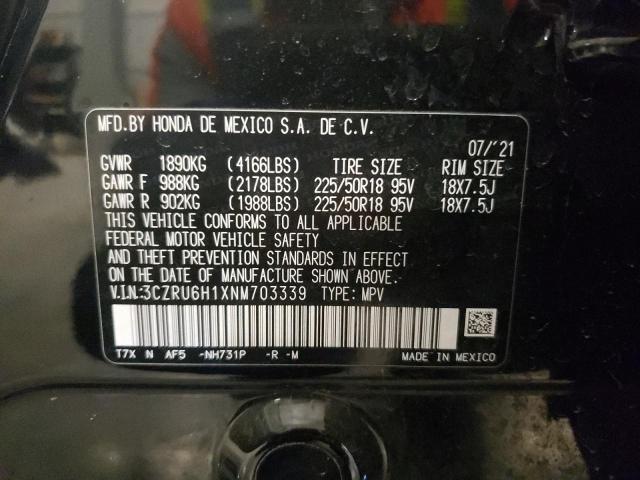 MFD.BY HONDA DE MEXICO S.A. DE C.V.
07/'21
GVWR 1890KG (4166LBS) TIRE SIZE RIM SIZE
GAWR F 988KG (2178LBS) 225/50R18 95V 18X7.5J
GAWR R 902KG (1988LBS) 225/50R18 95V 18X7.5J
THIS VEHICLE CONFORMS TO ALL APPLICABLE
FEDERAL MOTOR VEHICLE SAFETY
AND THEFT PREVENTION STANDARDS IN EFFECT
ON THE DATE OF MANUFACTURE SHOWN ABOVE.
V.I.N.:3CZRU6H1XNM703339 TYPE: MPV
T7X N AF5 -NH731P -R -M MADE IN MEXICO